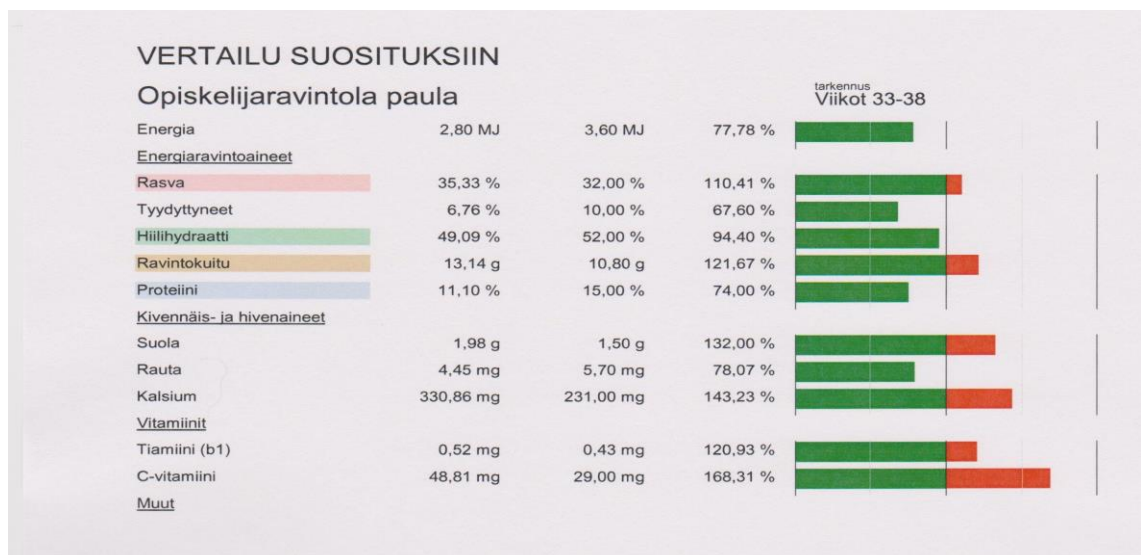 VERTAILU SUOSITUKSIIN
Opiskelijaravintola paula
tarkennus
Viikot 33-38
Energia 2,80 MJ 3,60 MJ 77,78 %
Energiaravintoaineet
Rasva 35,33 % 32,00 % 110,41 %
Tyydyttyneet 6,76 % 10,00 % 67,60 %
Hiilihydraatti 49,09 % 52,00 % 94,40 %
Ravintokuitu 13,14 g 10,80 g 121,67 %
Proteiini 11,10 % 15,00 % 74,00 %
Kivennäis- ja hivenaineet
Suola 1,98 g 1,50 g 132,00 %
Rauta 4,45 mg 5,70 mg 78,07 %
Kalsium 330,86 mg 231,00 mg 143,23 %
Vitamiinit
Tiamiini (b1) 0,52 mg 0,43 mg 120,93 %
C-vitamiini 48,81 mg 29,00 mg 168,31 %
Muut